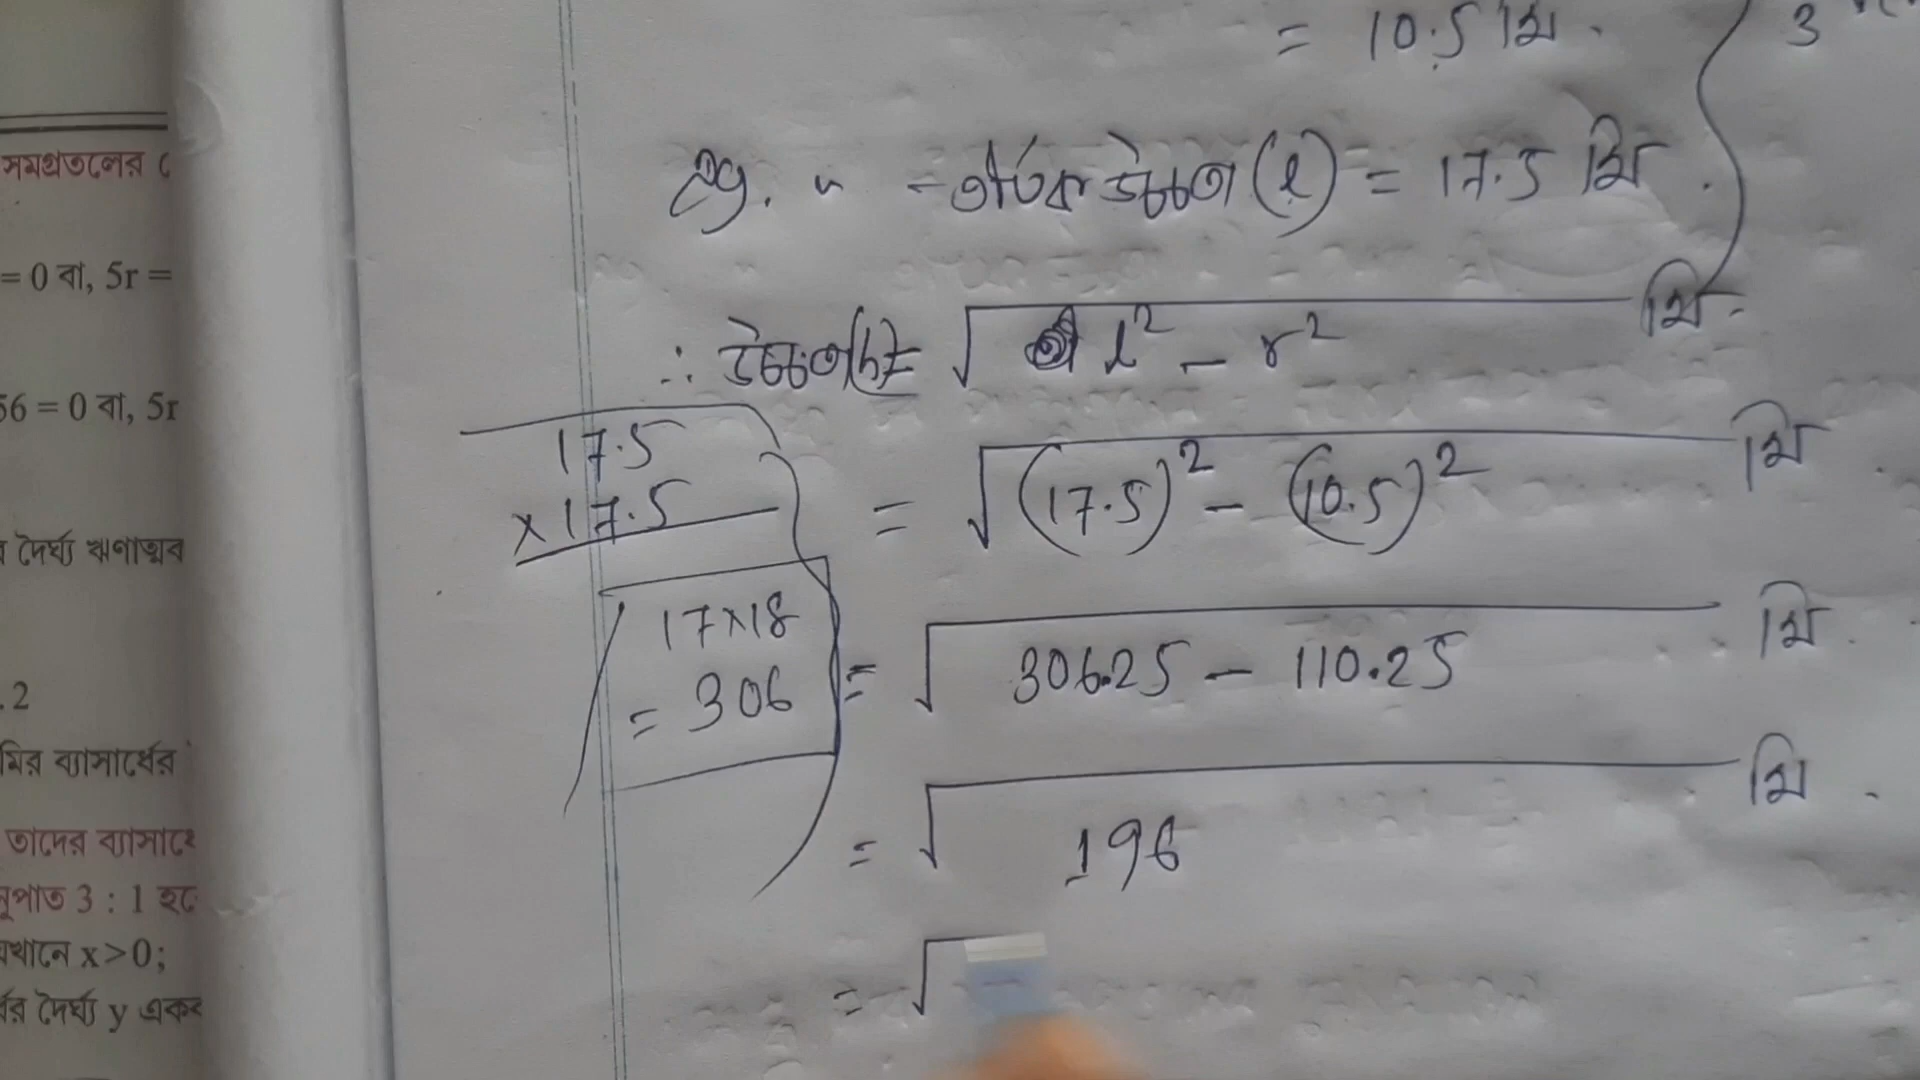 = 10.5 মি.
3
এবং " তির্যক উচ্চতা (l) = 17.5 মি.
∴ উচ্চতা(h) = √ l² - r² মি.
= √ (17.5)² - (10.5)² মি.
= √ 306.25 - 110.25 মি.
= √ 196 মি.
= √
17.5
×17.5
17×18
= 306
সমগ্রতলের
= 0 বা, 5r =
56 = 0 বা, 5r
দৈর্ঘ্য ঋণাত্মক
.2
মির ব্যাসার্ধের
তাদের ব্যাসার্ধে
নুপাত 3 : 1 হ
যেখানে x>0;
র দৈর্ঘ্য y একক